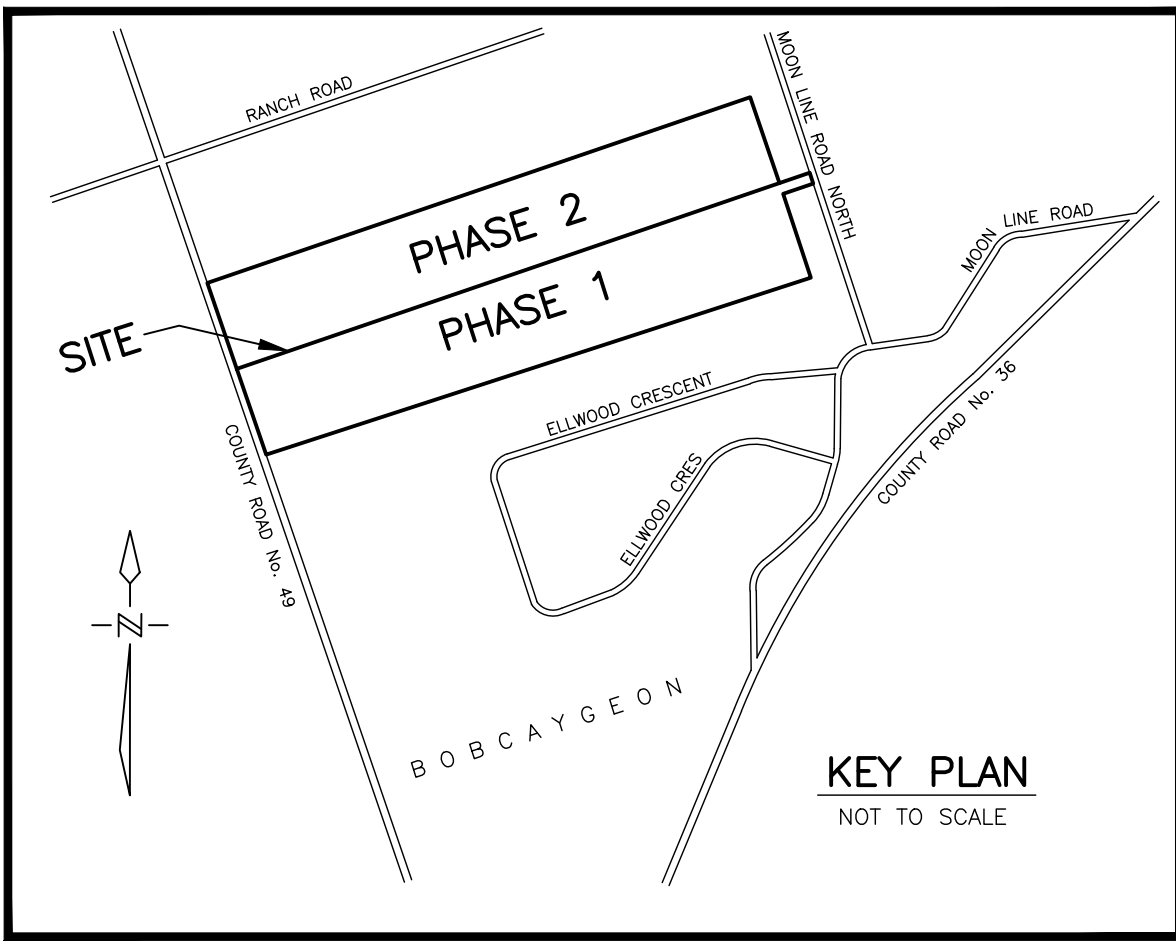 RANCH ROAD
MOON LINE ROAD NORTH
MOON LINE ROAD
PHASE 2
PHASE 1
SITE
ELLWOOD CRESCENT
COUNTY ROAD No. 36
ELLWOOD CRES
COUNTY ROAD No. 49
N
BOBCAYGEON
KEY PLAN
NOT TO SCALE